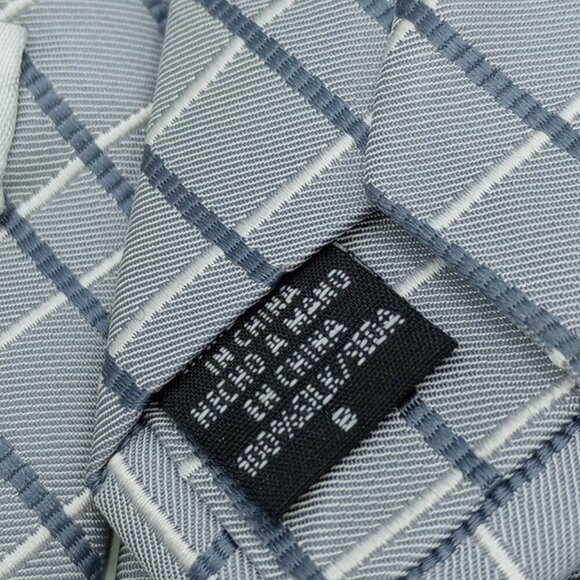 IN CHINA
HECHO A MANO
EN CHINA
100%SILK/SEDA